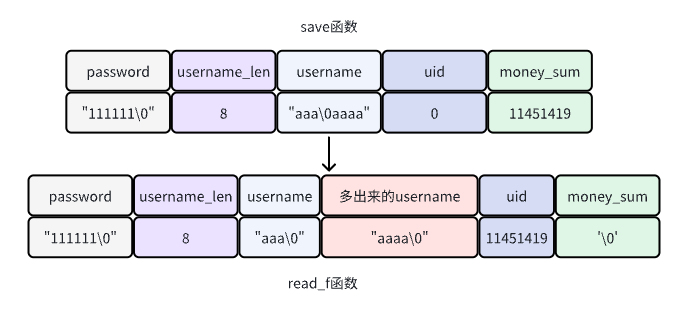 save函数
password username_len username uid money_sum
"111111\0" 8 "aaa\0aaaa" 0 11451419
password username_len username 多出来的username uid money_sum
"111111\0" 8 "aaa\0" "aaaa\0" 11451419 '\0'
read_f函数